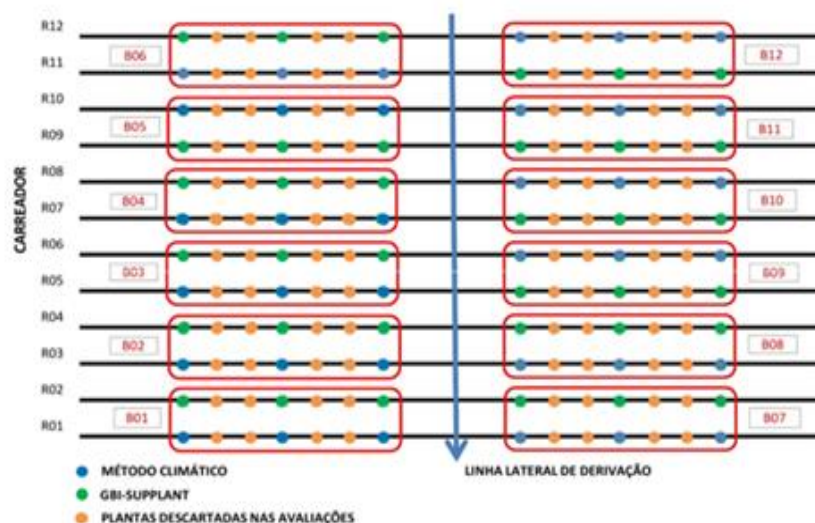 R12
B06
B12
R11
R10
B05
B11
R09
CARREADOR
R08
B04
B10
R07
R06
B03
B09
R05
R04
B02
B08
R03
R02
B01
B07
R01
MÉTODO CLIMÁTICO
LINHA LATERAL DE DERIVAÇÃO
GBI-SUPPLANT
PLANTAS DESCARTADAS NAS AVALIAÇÕES